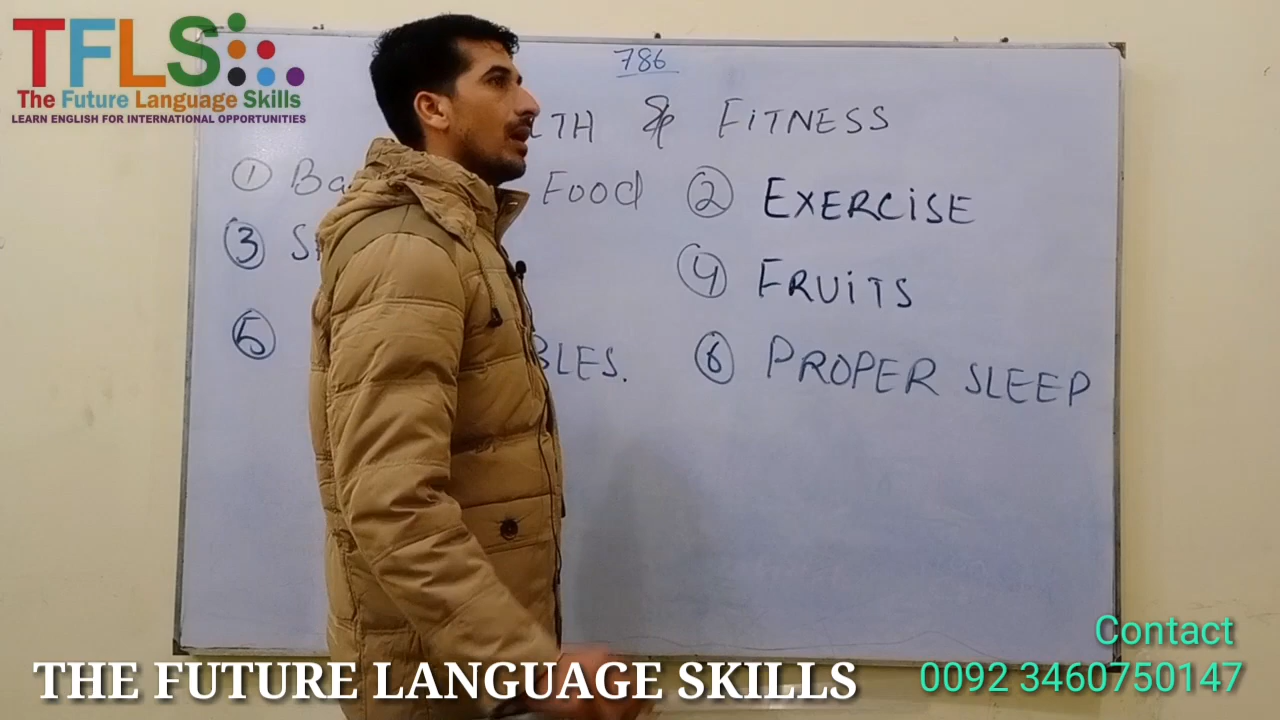 TFLS
The Future Language Skills
LEARN ENGLISH FOR INTERNATIONAL OPPORTUNITIES
786
& FiTNESS
① Food ② EXERCiSE
③ ④ FRUiTS
⑤ ⑥ PROPER SLEEP
Contact
THE FUTURE LANGUAGE SKILLS 0092 3460750147